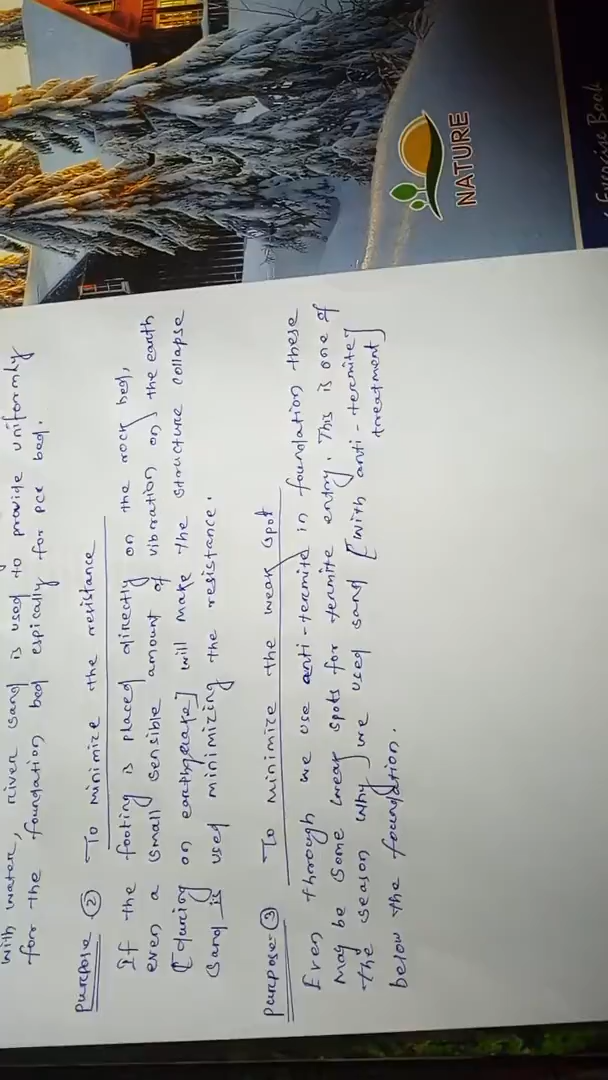 with water, river sand is used to provide uniformly
for the foundation bed espically for pcc bed.
purpose ② To minimize the resistance
If the footing is placed directly on the rock bed,
even a small sensible amount of vibration on the earth
[during on earthquake] will make the structure collapse
sand is used minimizing the resistance.
purpose-③ To minimize the weak spot
Even through we use anti-termite in foundation these
may be some weak spots for termite entry. This is one of
the season why we used sand [with anti-termite
treatment]
below the foundation.
NATURE
Exercise Book